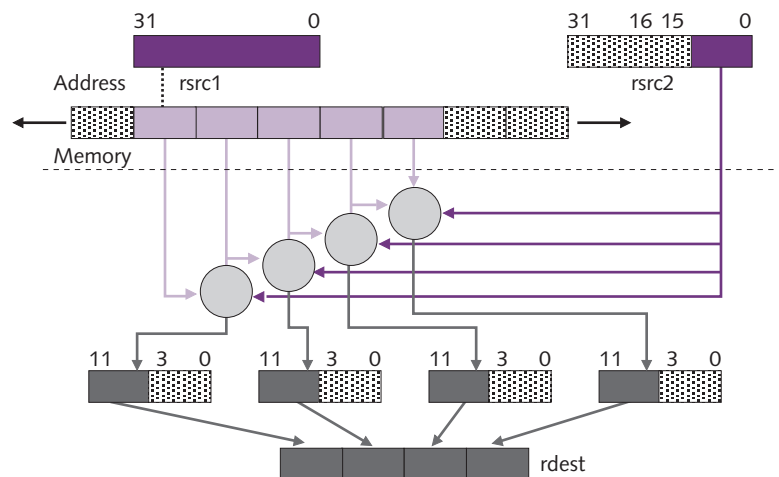 31 0 31 16 15 0
Address rsrc1 rsrc2
Memory
11 3 0 11 3 0 11 3 0 11 3 0
rdest